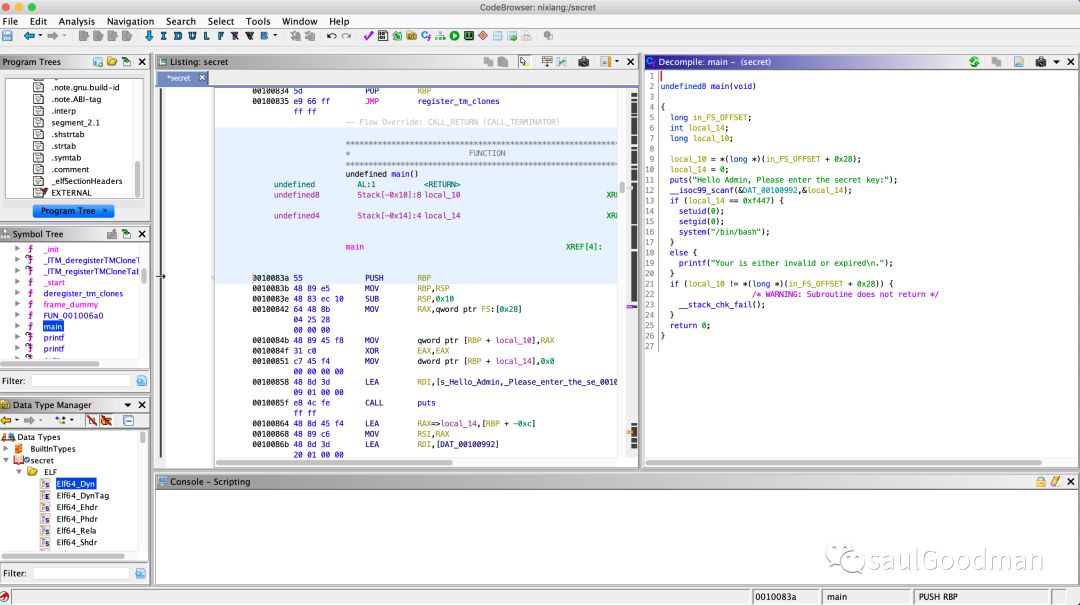 CodeBrowser: nixiang:/secret
File Edit Analysis Navigation Search Select Tools Window Help
Program Trees
.note.gnu.build-id
.note.ABI-tag
.interp
segment_2.1
.shstrtab
.strtab
.symtab
.comment
_elfSectionHeaders
EXTERNAL
Program Tree ×
Symbol Tree
_init
_ITM_deregisterTMCloneT
_ITM_registerTMCloneTab
_start
deregister_tm_clones
frame_dummy
FUN_001006a0
main
printf
printf
Filter:
Data Type Manager
Data Types
BuiltInTypes
secret
ELF
Elf64_Dyn
Elf64_DynTag
Elf64_Ehdr
Elf64_Phdr
Elf64_Rela
Elf64_Shdr
Filter:
Listing: secret
*secret
00100834 5d POP RBP
00100835 e9 66 ff JMP register_tm_clones
ff ff
-- Flow Override: CALL_RETURN (CALL_TERMINATOR)
* FUNCTION
undefined main()
undefined AL:1 <RETURN>
undefined8 Stack[-0x10]:8 local_10 XR
undefined4 Stack[-0x14]:4 local_14 XR
main XREF[4]:
0010083a 55 PUSH RBP
0010083b 48 89 e5 MOV RBP,RSP
0010083e 48 83 ec 10 SUB RSP,0x10
00100842 64 48 8b MOV RAX,qword ptr FS:[0x28]
04 25 28
00 00 00
0010084b 48 89 45 f8 MOV qword ptr [RBP + local_10],RAX
0010084f 31 c0 XOR EAX,EAX
00100851 c7 45 f4 MOV dword ptr [RBP + local_14],0x0
00 00 00 00
00100858 48 8d 3d LEA RDI,[s_Hello_Admin,_Please_enter_the_se_0010
09 01 00 00
0010085f e8 4c fe CALL puts
ff ff
00100864 48 8d 45 f4 LEA RAX=>local_14,[RBP + -0xc]
00100868 48 89 c6 MOV RSI,RAX
0010086b 48 8d 3d LEA RDI,[DAT_00100992]
20 01 00 00
Decompile: main - (secret)
1
2 undefined8 main(void)
3
4 {
5 long in_FS_OFFSET;
6 int local_14;
7 long local_10;
8
9 local_10 = *(long *)(in_FS_OFFSET + 0x28);
10 local_14 = 0;
11 puts("Hello Admin, Please enter the secret key:");
12 __isoc99_scanf(&DAT_00100992,&local_14);
13 if (local_14 == 0xf447) {
14 setuid(0);
15 setgid(0);
16 system("/bin/bash");
17 }
18 else {
19 printf("Your is either invalid or expired\n.");
20 }
21 if (local_10 != *(long *)(in_FS_OFFSET + 0x28)) {
22 /* WARNING: Subroutine does not return */
23 __stack_chk_fail();
24 }
25 return 0;
26 }
27
Console - Scripting
saulGoodman
0010083a main PUSH RBP